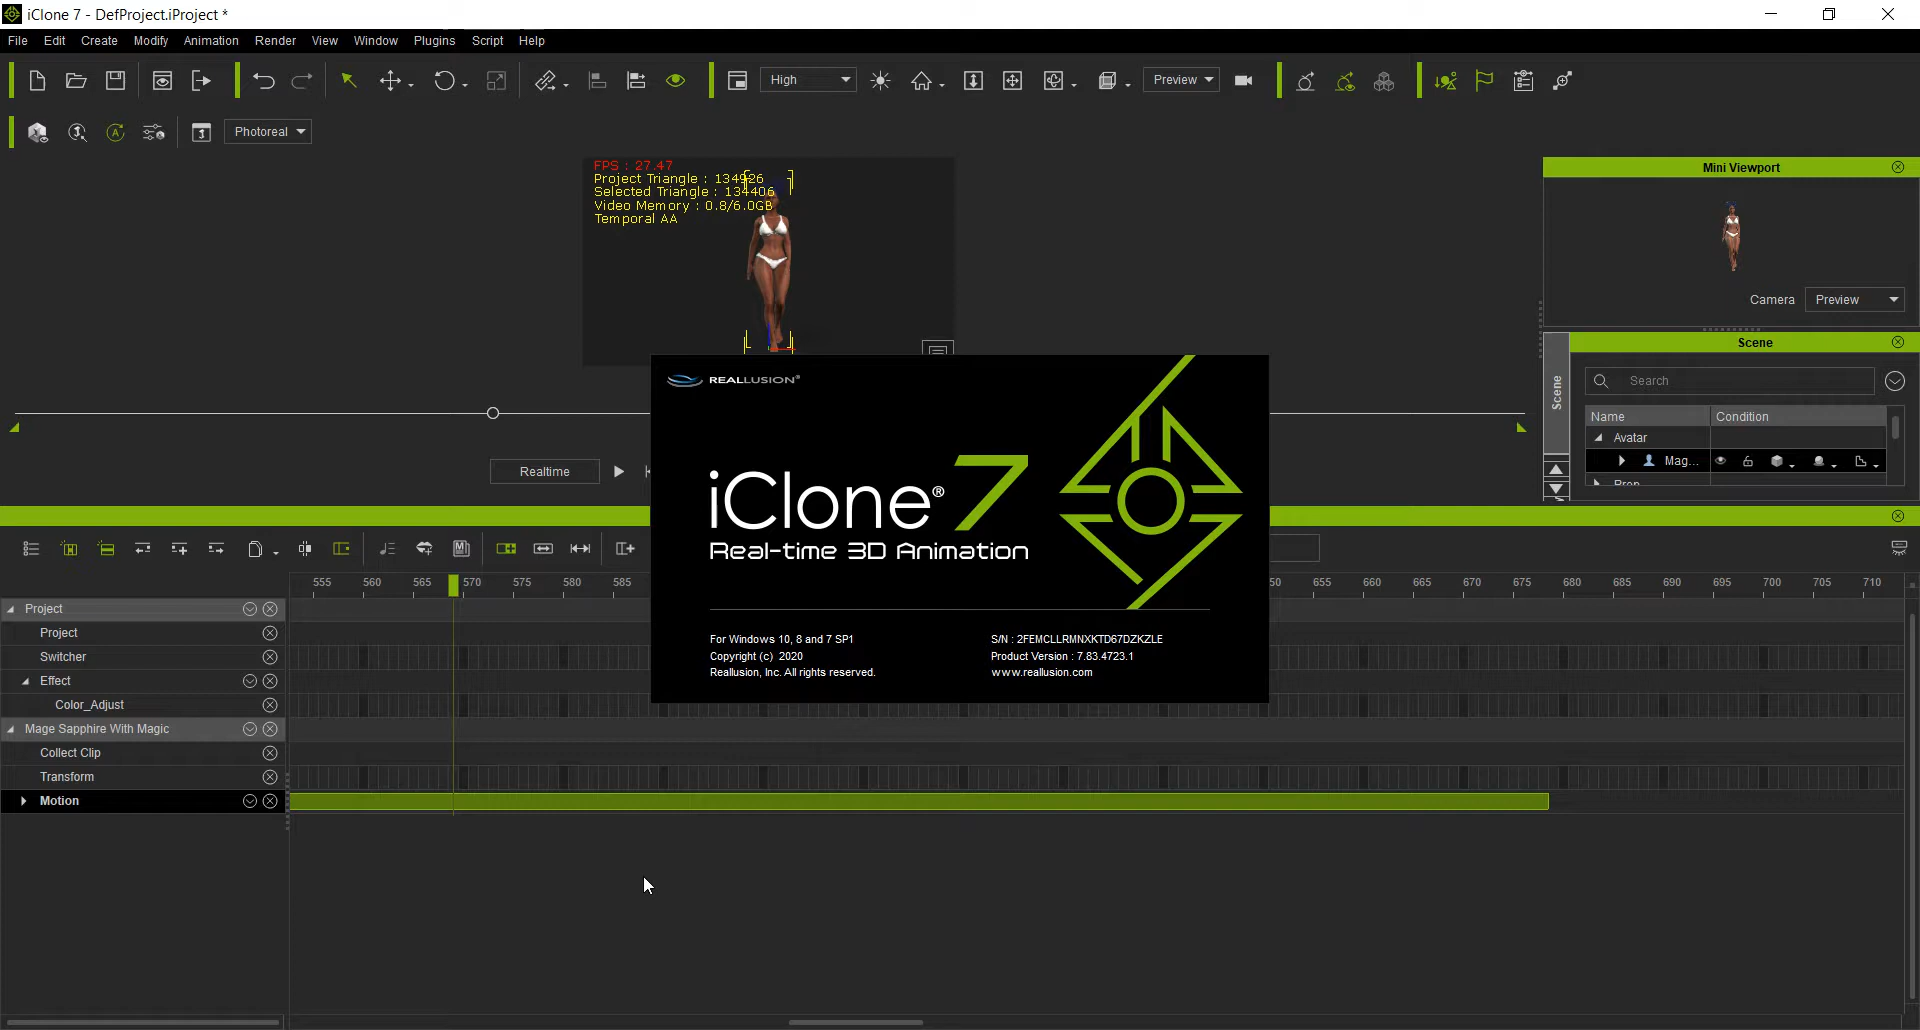 iClone 7 - DefProject.iProject *
File Edit Create Modify Animation Render View Window Plugins Script Help
High
Preview
Photoreal
FPS : 27.47
Project Triangle : 134926
Selected Triangle : 134406
Video Memory : 0.8/6.0GB
Temporal AA
Mini Viewport
Camera Preview
Scene
Scene
Search
Name Condition
Avatar
Mag...
Prop
Realtime
REALLUSION®
iClone® 7
Real-time 3D Animation
For Windows 10, 8 and 7 SP1
Copyright (c) 2020
Reallusion, Inc. All rights reserved.
S/N : 2FEMCLLRMNXKTD67DZKZLE
Product Version : 7.83.4723.1
www.reallusion.com
555 560 565 570 575 580 585 50 655 660 665 670 675 680 685 690 695 700 705 710
Project
Project
Switcher
Effect
Color_Adjust
Mage Sapphire With Magic
Collect Clip
Transform
Motion